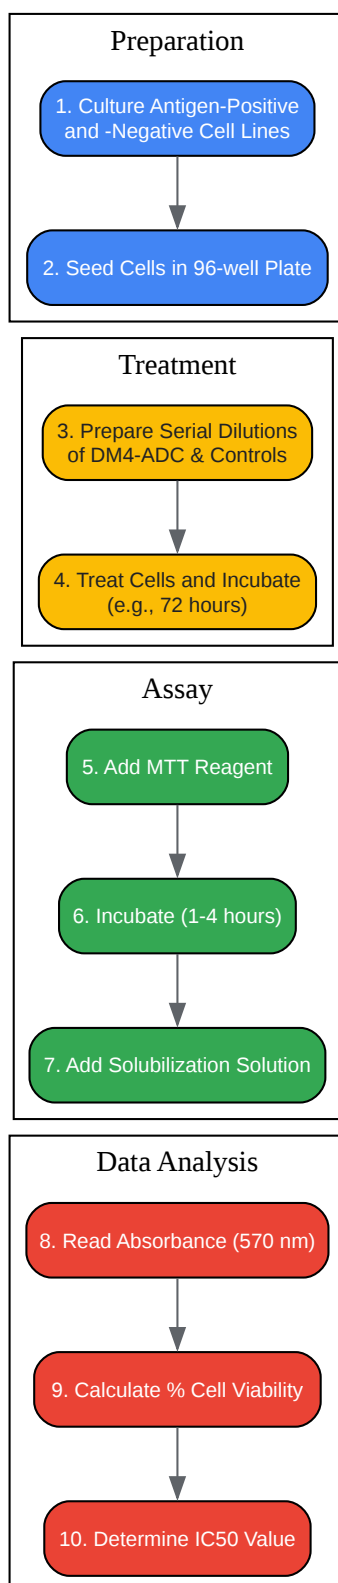 Preparation
1. Culture Antigen-Positive
and -Negative Cell Lines
2. Seed Cells in 96-well Plate
Treatment
3. Prepare Serial Dilutions
of DM4-ADC & Controls
4. Treat Cells and Incubate
(e.g., 72 hours)
Assay
5. Add MTT Reagent
6. Incubate (1-4 hours)
7. Add Solubilization Solution
Data Analysis
8. Read Absorbance (570 nm)
9. Calculate % Cell Viability
10. Determine IC50 Value